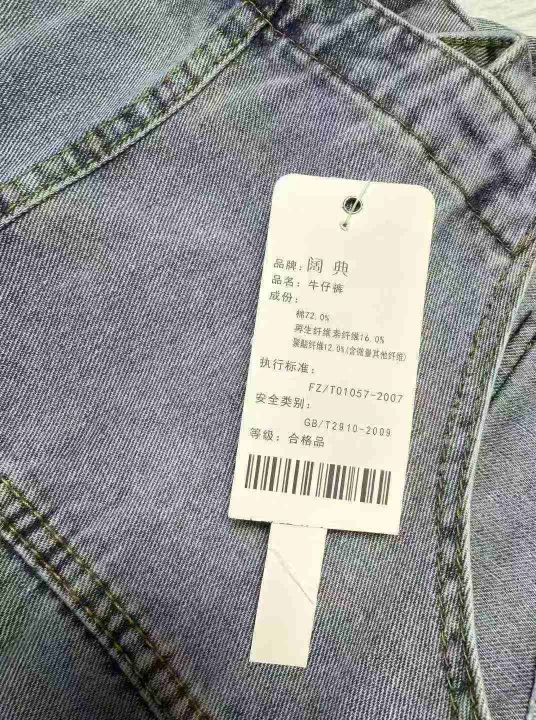 品牌：阔典
品名：牛仔裤
成份：
棉72.0%
再生纤维素纤维16.0%
聚酯纤维12.0%(含微量其他纤维)
执行标准：
FZ/T01057-2007
安全类别：
GB/T2910-2009
等级：合格品